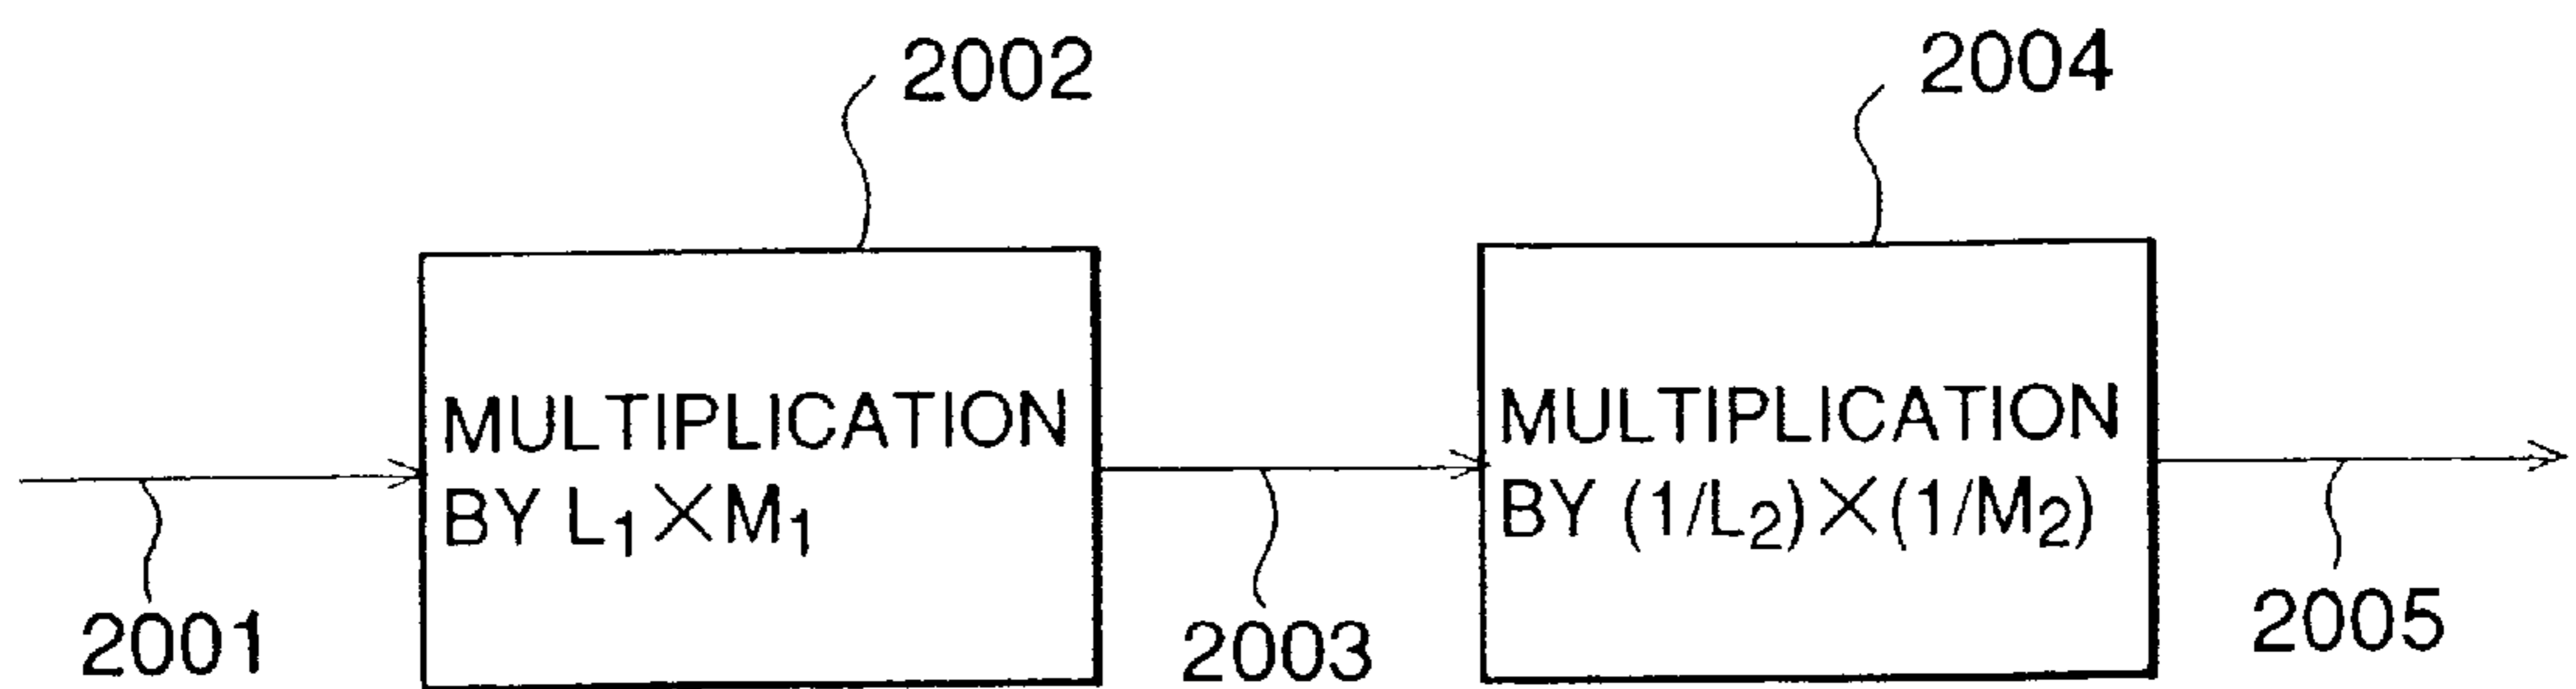 2002
2004
MULTIPLICATION
BY L₁×M₁
MULTIPLICATION
BY (1/L₂)×(1/M₂)
2001
2003
2005